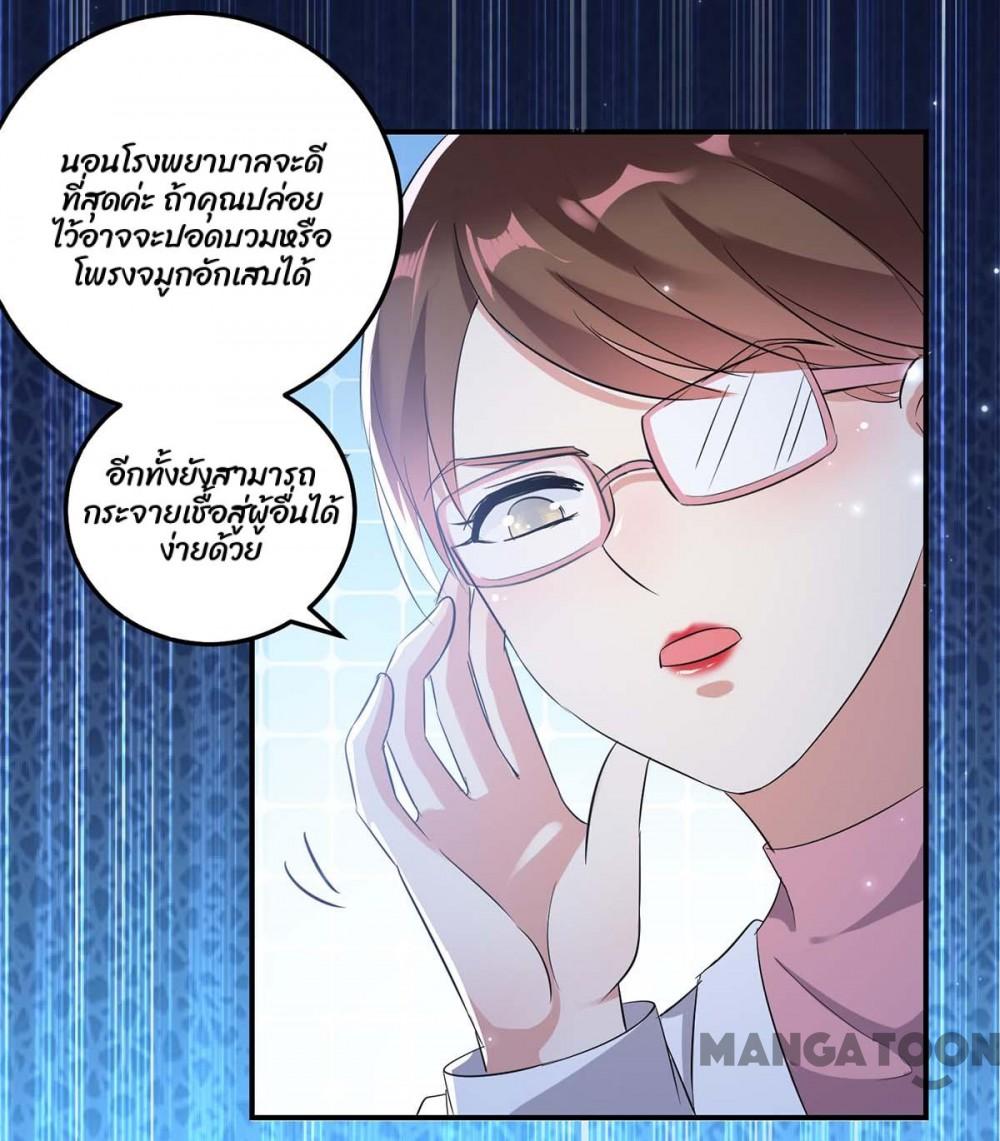 นอนโรงพยาบาลจะดี
ที่สุดค่ะ ถ้าคุณปล่อย
ไว้อาจจะปอดบวมหรือ
โพรงจมูกอักเสบได้
อีกทั้งยังสามารถ
กระจายเชื้อสู่ผู้อื่นได้
ง่ายด้วย
MANGATOON